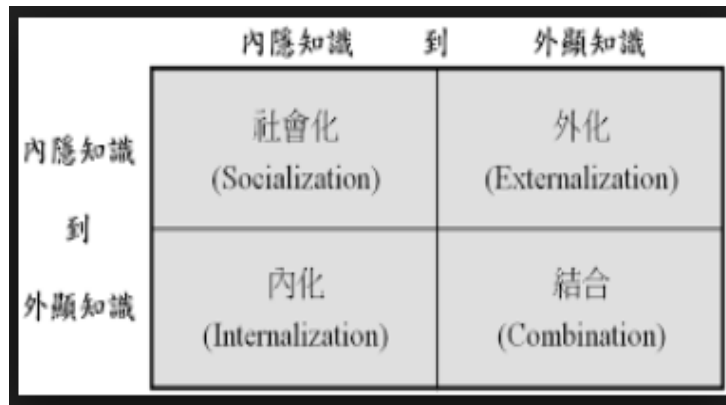 內隱知識 到 外顯知識
內隱知識
到
外顯知識
社會化
(Socialization)
外化
(Externalization)
內化
(Internalization)
結合
(Combination)